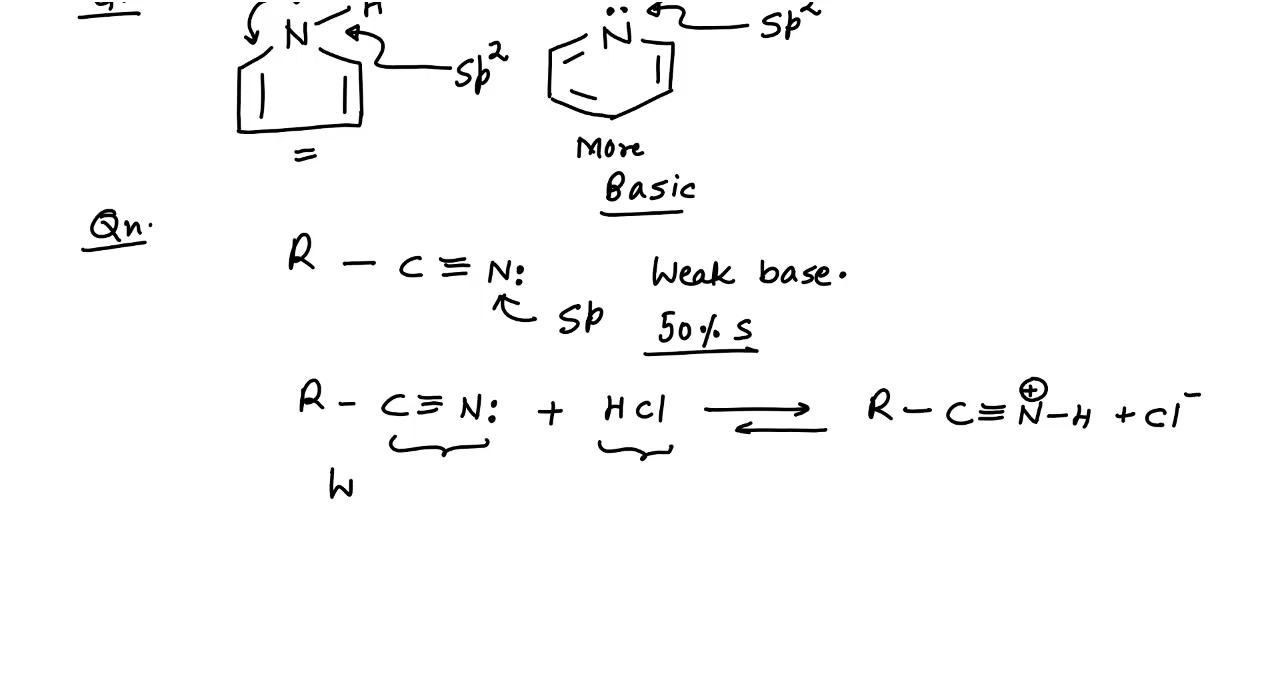 N - H
Sp²
N̈
Sp²
=
More
Basic
Qn.
R - C ≡ N:
Weak base.
Sp
50% s
R - C ≡ N: + HCl ⇌ R - C ≡ N⊕ - H + Cl⁻
W